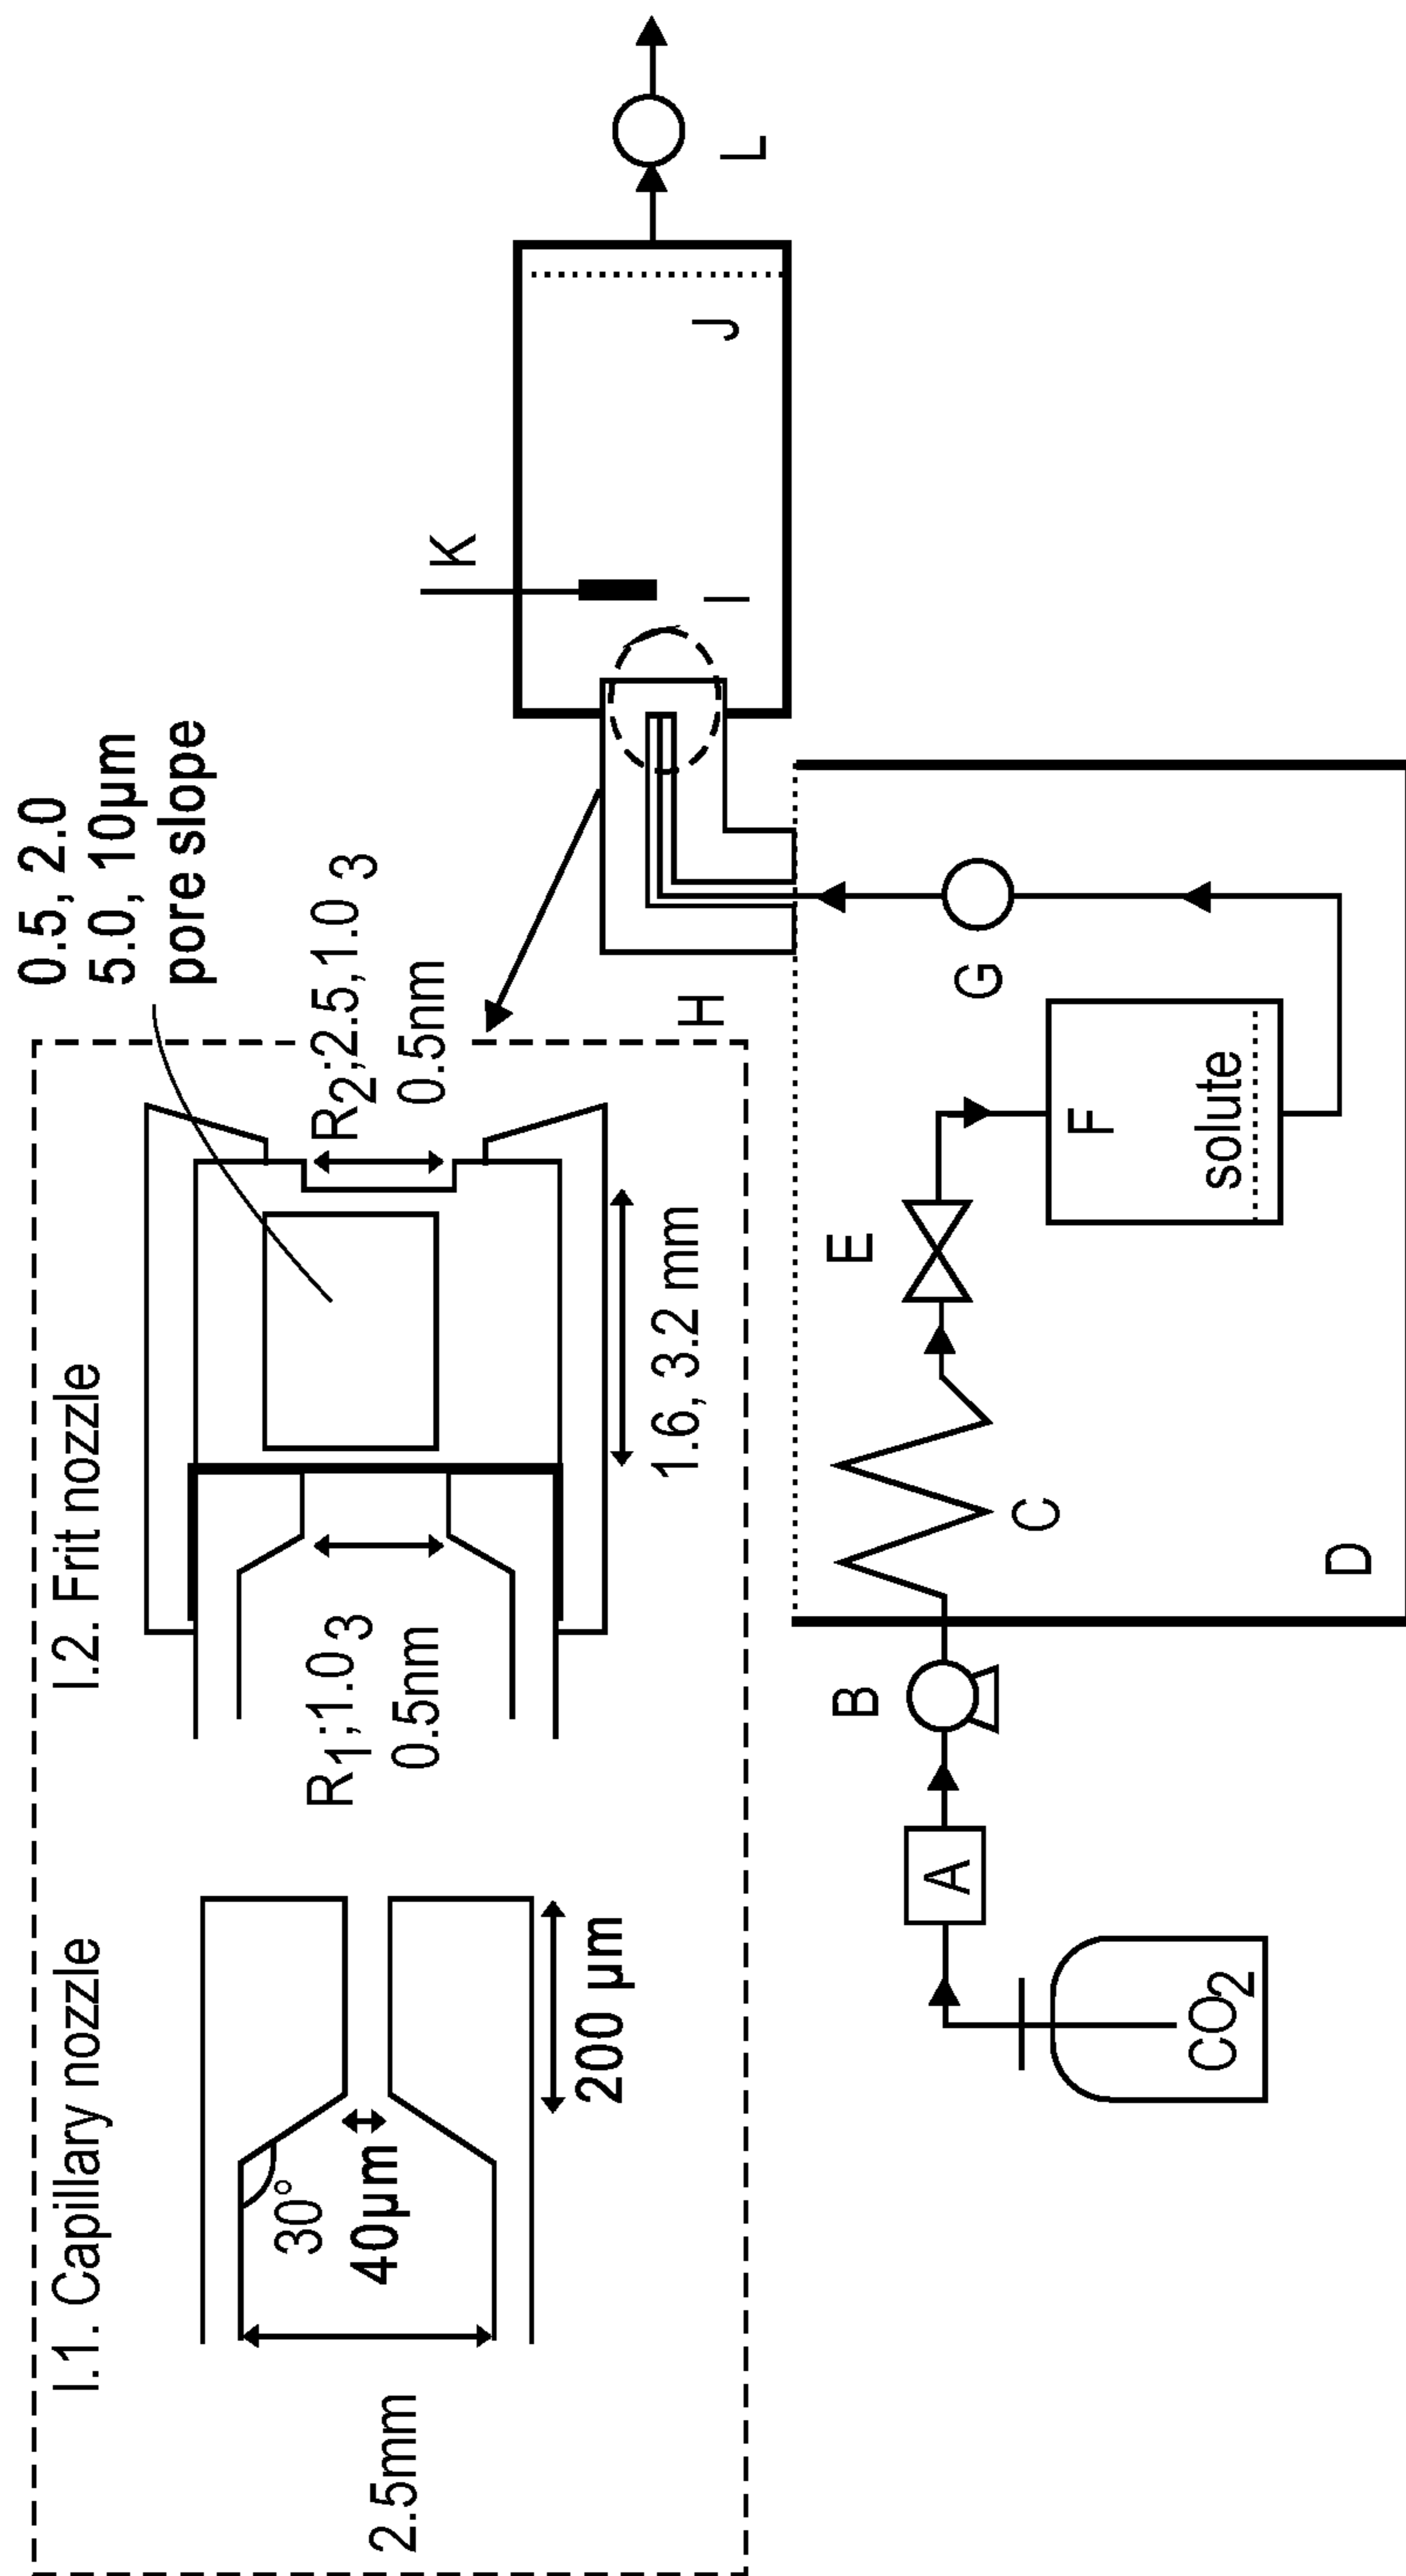 I.1. Capillary nozzle
I.2. Frit nozzle
0.5, 2.0
5.0, 10µm
pore slope
30°
40µm
2.5mm
200 µm
R1;1.0 3
0.5nm
R2;2.5,1.0 3
0.5nm
1.6, 3.2 mm
H
K
I
J
L
CO2
A
B
C
D
E
F
solute
G